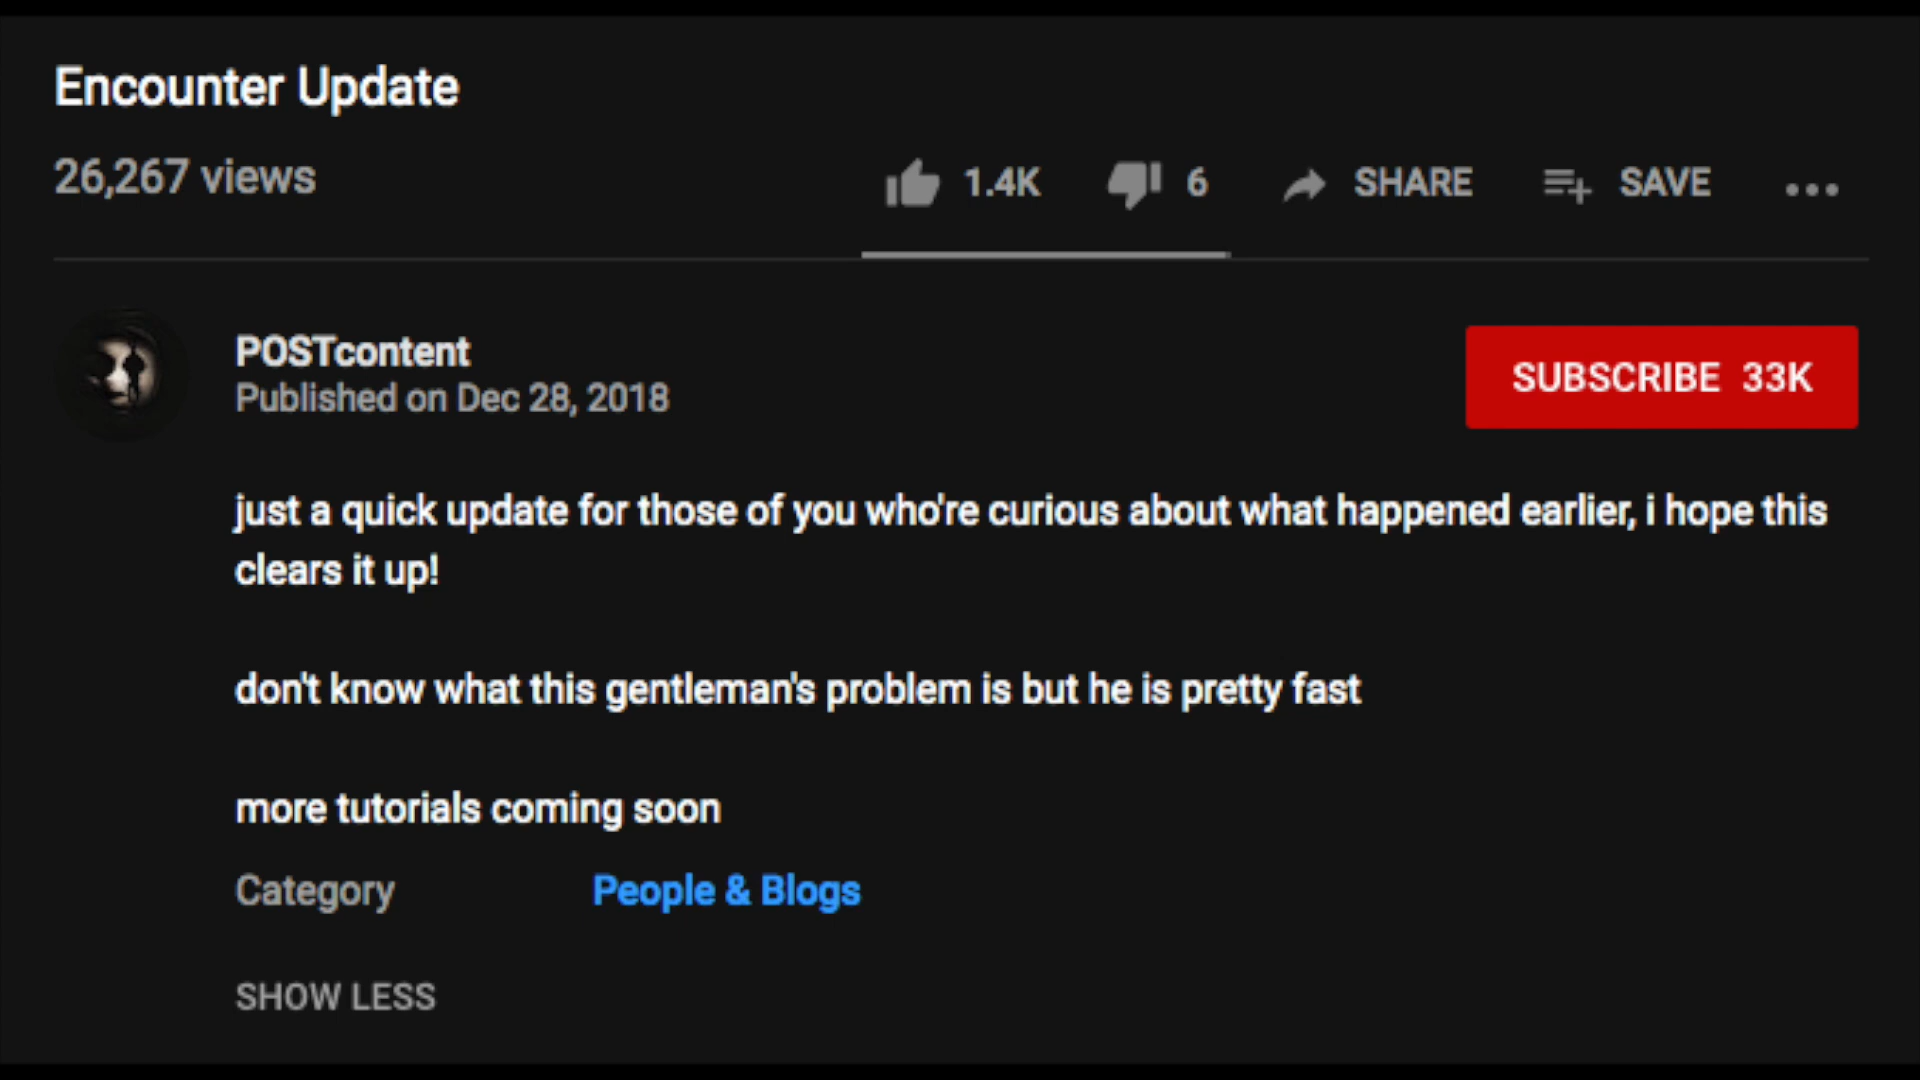 Encounter Update
26,267 views
1.4K 6 SHARE SAVE
POSTcontent
Published on Dec 28, 2018
SUBSCRIBE 33K
just a quick update for those of you who're curious about what happened earlier, i hope this
clears it up!
don't know what this gentleman's problem is but he is pretty fast
more tutorials coming soon
Category People & Blogs
SHOW LESS